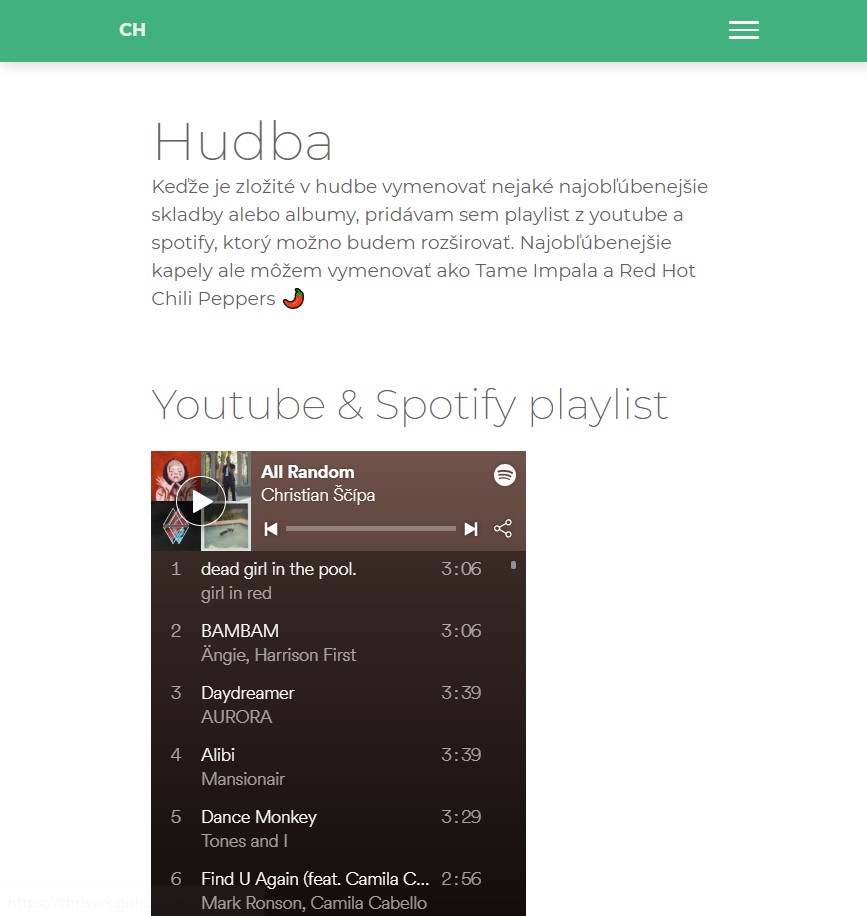 CH
Hudba
Keďže je zložité v hudbe vymenovať nejaké najobľúbenejšie
skladby alebo albumy, pridávam sem playlist z youtube a
spotify, ktorý možno budem rozširovať. Najobľúbenejšie
kapely ale môžem vymenovať ako Tame Impala a Red Hot
Chili Peppers 🌶️
Youtube & Spotify playlist
All Random
Christian Ščípa
1 dead girl in the pool. 3:06
girl in red
2 BAMBAM 3:06
Ängie, Harrison First
3 Daydreamer 3:39
AURORA
4 Alibi 3:39
Mansionair
5 Dance Monkey 3:29
Tones and I
6 Find U Again (feat. Camila C... 2:56
Mark Ronson, Camila Cabello